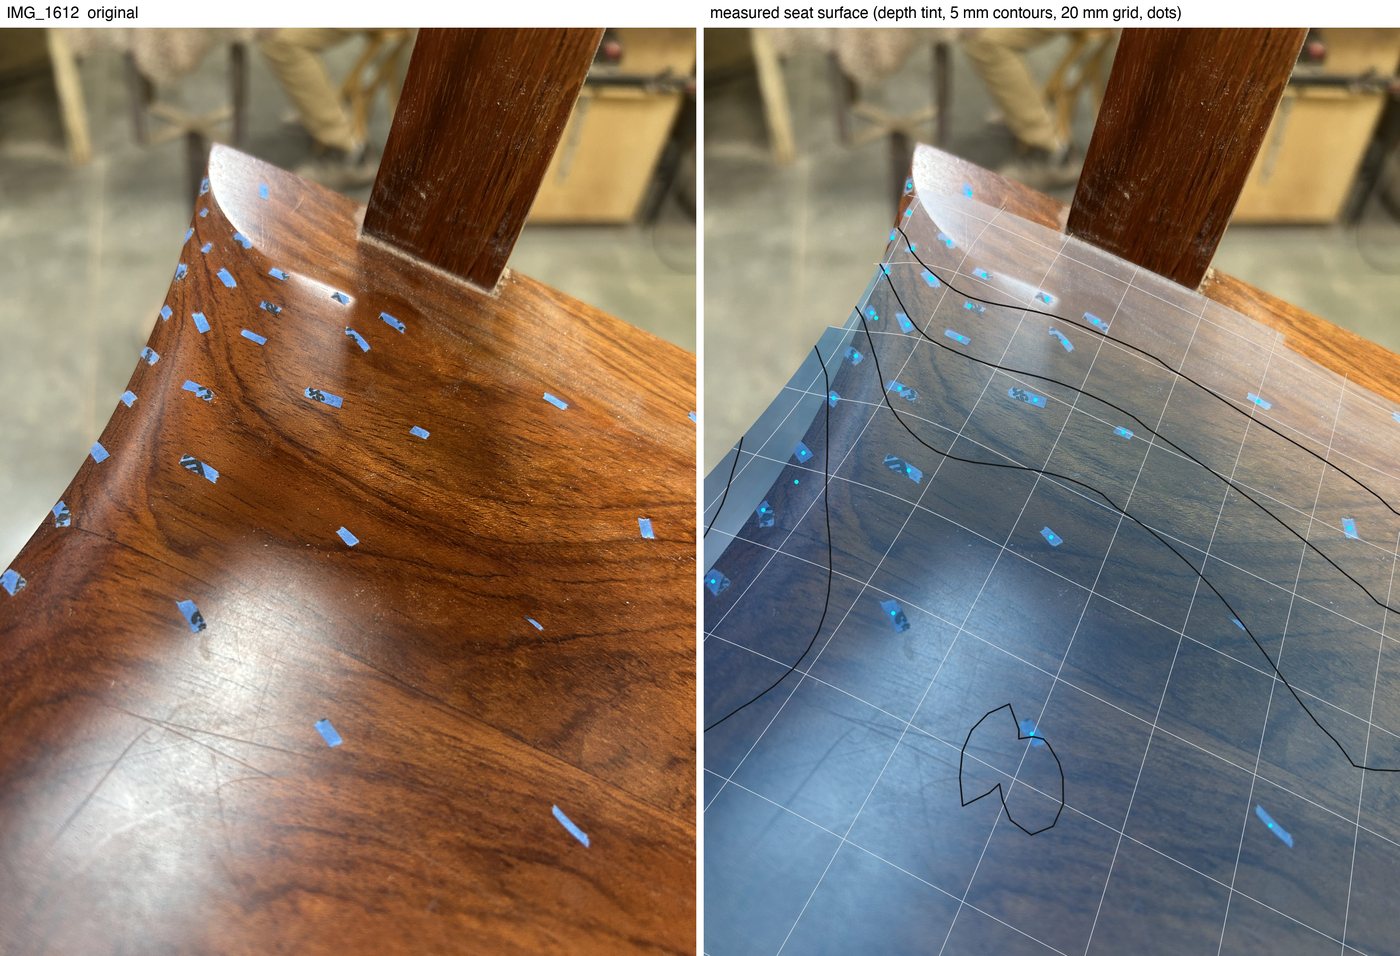 IMG_1612 original
measured seat surface (depth tint, 5 mm contours, 20 mm grid, dots)